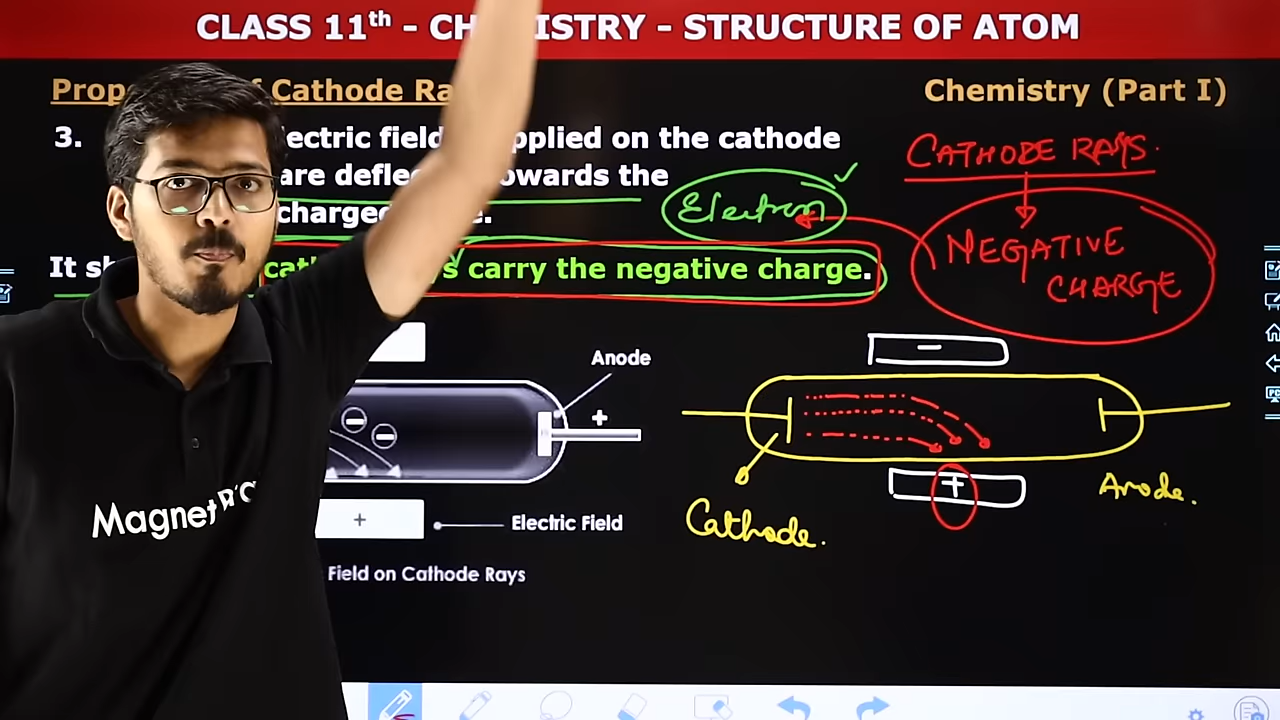 CLASS 11th - CH ISTRY - STRUCTURE OF ATOM
Prop f Cathode Ra
Chemistry (Part I)
3. lectric field pplied on the cathode
are defle owards the
charged e.
It sh cat s carry the negative charge.
CATHODE RAYS.
NEGATIVE
CHARGE
Electron
Anode
+
− −
+
Electric Field
Field on Cathode Rays
−
+
Cathode.
Anode.
Magnet